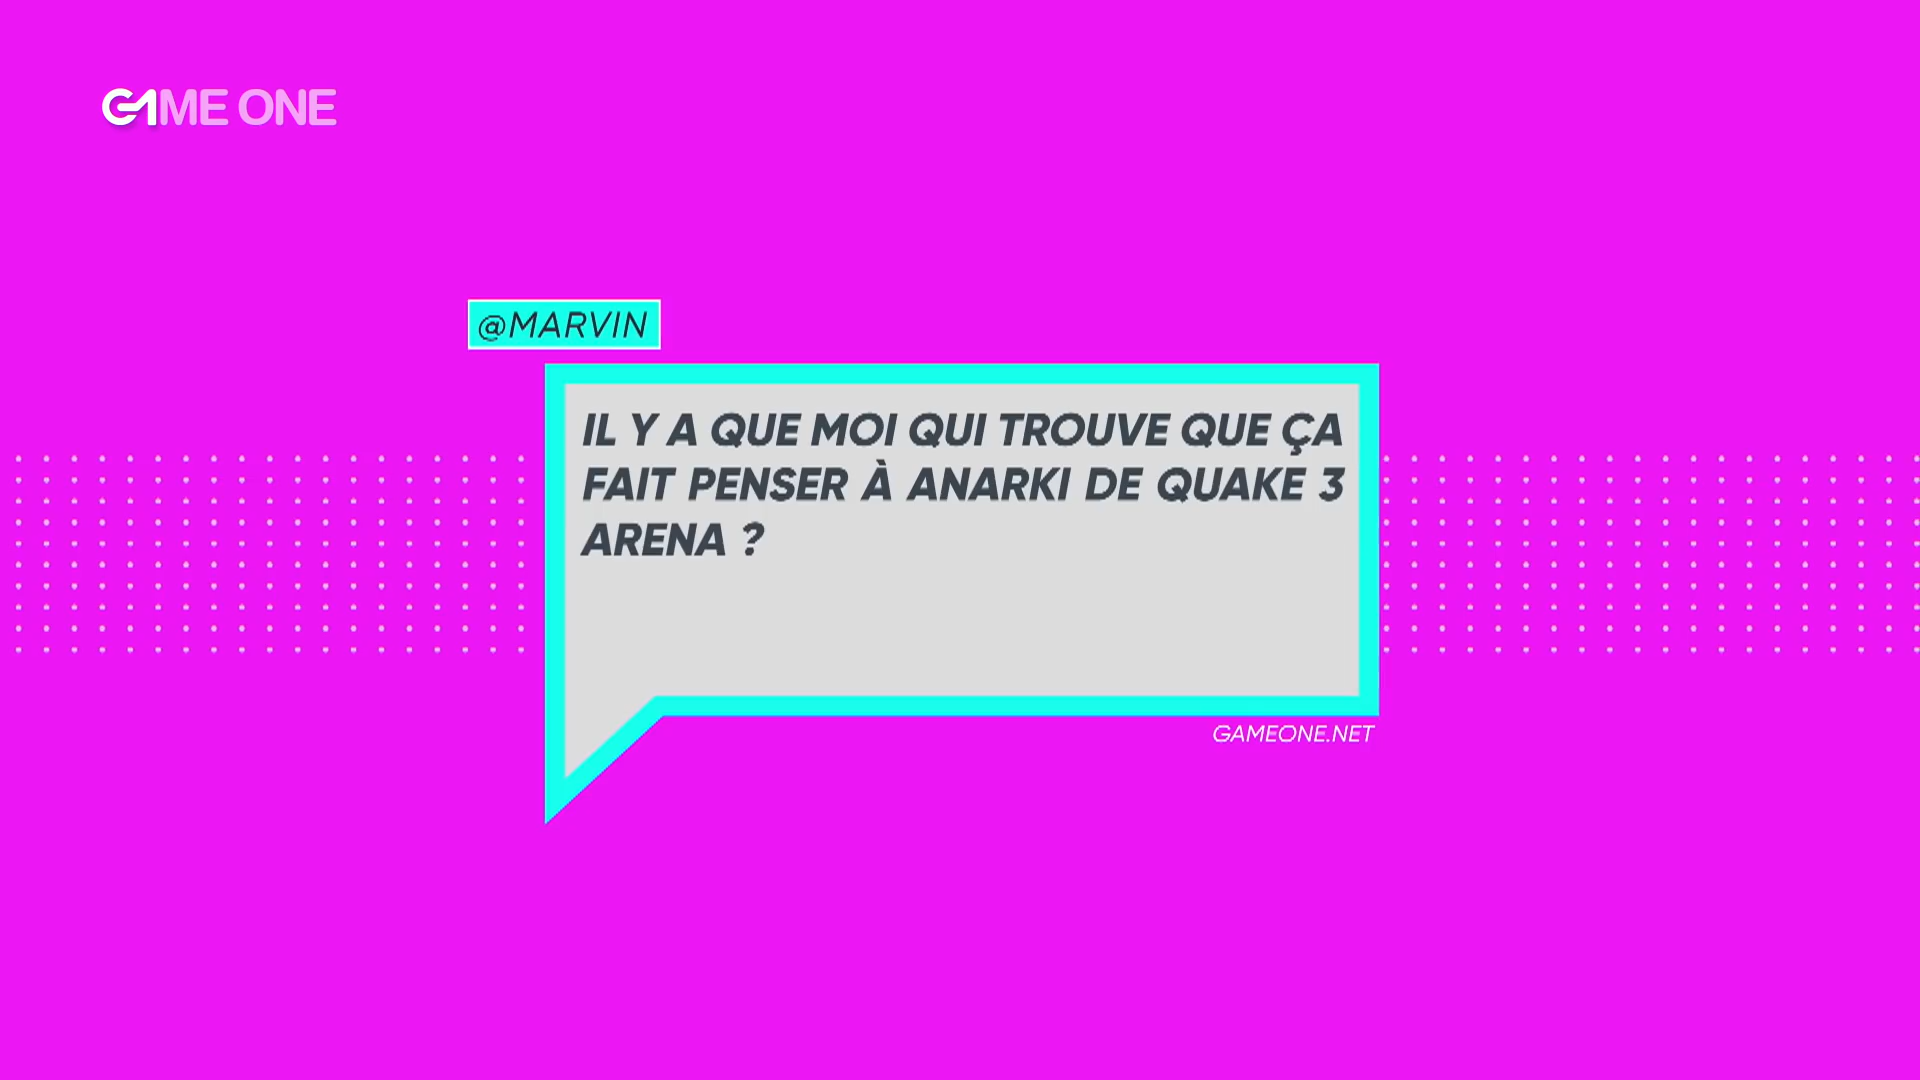 GAME ONE
@MARVIN
IL Y A QUE MOI QUI TROUVE QUE ÇA
FAIT PENSER À ANARKI DE QUAKE 3
ARENA ?
GAMEONE.NET